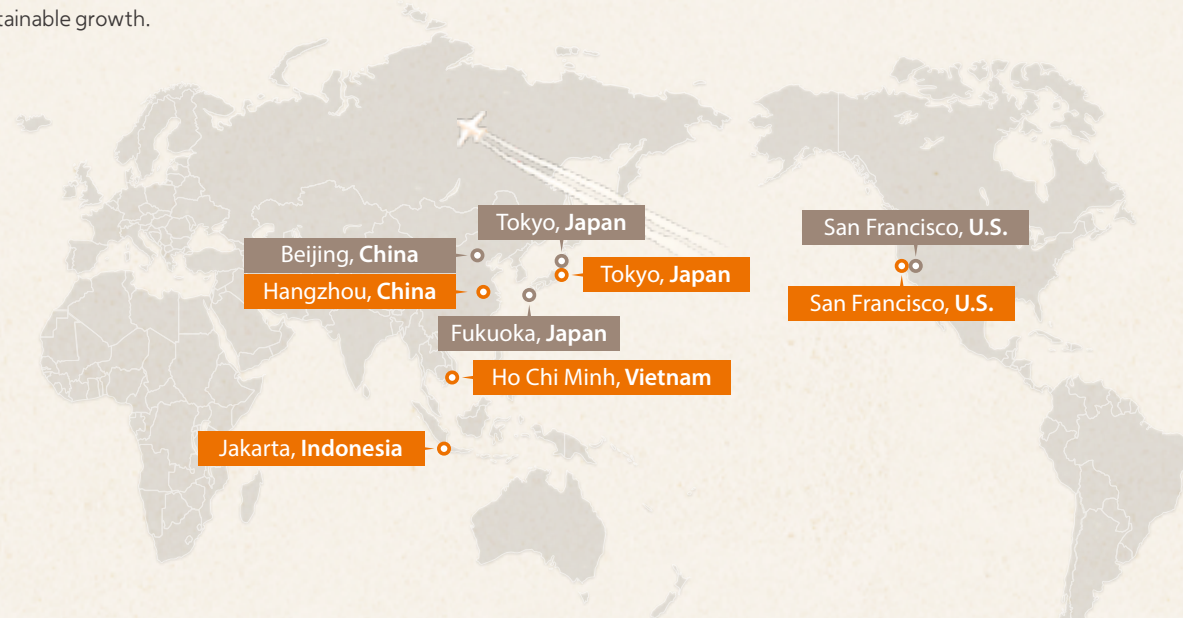 tainable growth.
Tokyo, Japan
San Francisco, U.S.
Beijing, China
Tokyo, Japan
Hangzhou, China
San Francisco, U.S.
Fukuoka, Japan
Ho Chi Minh, Vietnam
Jakarta, Indonesia